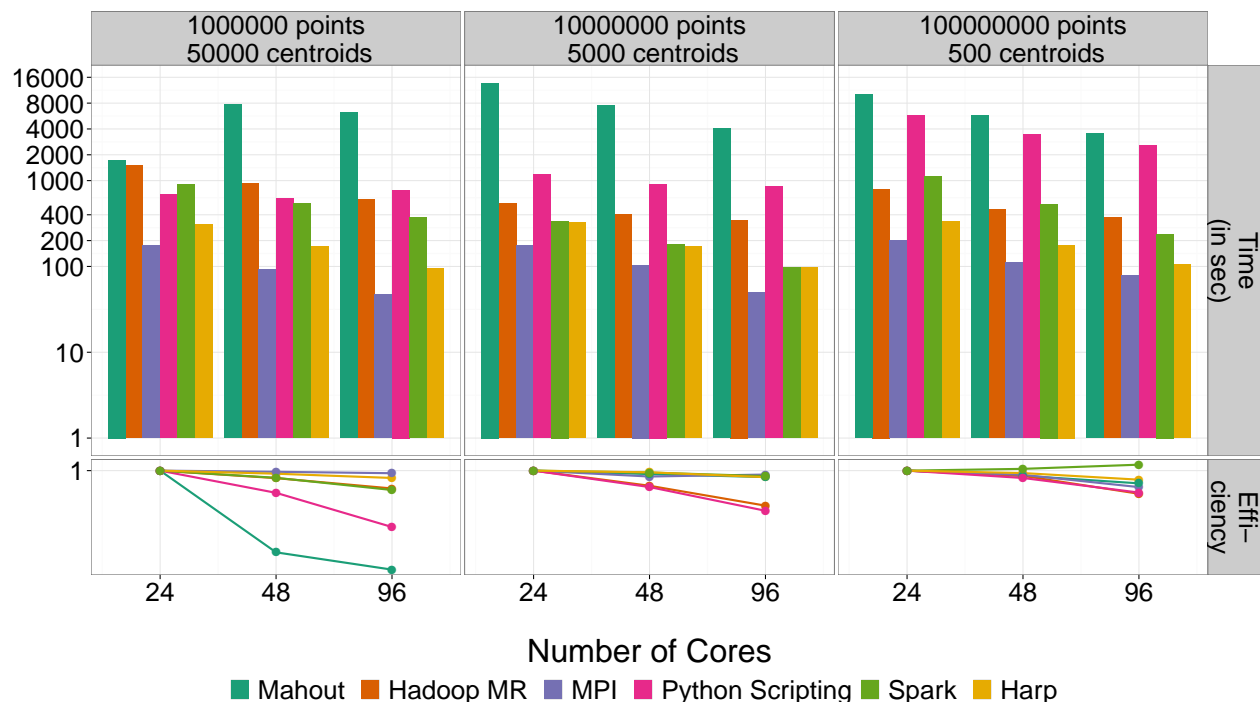 1000000 points
50000 centroids
10000000 points
5000 centroids
100000000 points
500 centroids
16000
8000
4000
2000
1000
400
200
100
10
1
Time
(in sec)
1
Effi–
ciency
24
48
96
24
48
96
24
48
96
Number of Cores
Mahout
Hadoop MR
MPI
Python Scripting
Spark
Harp